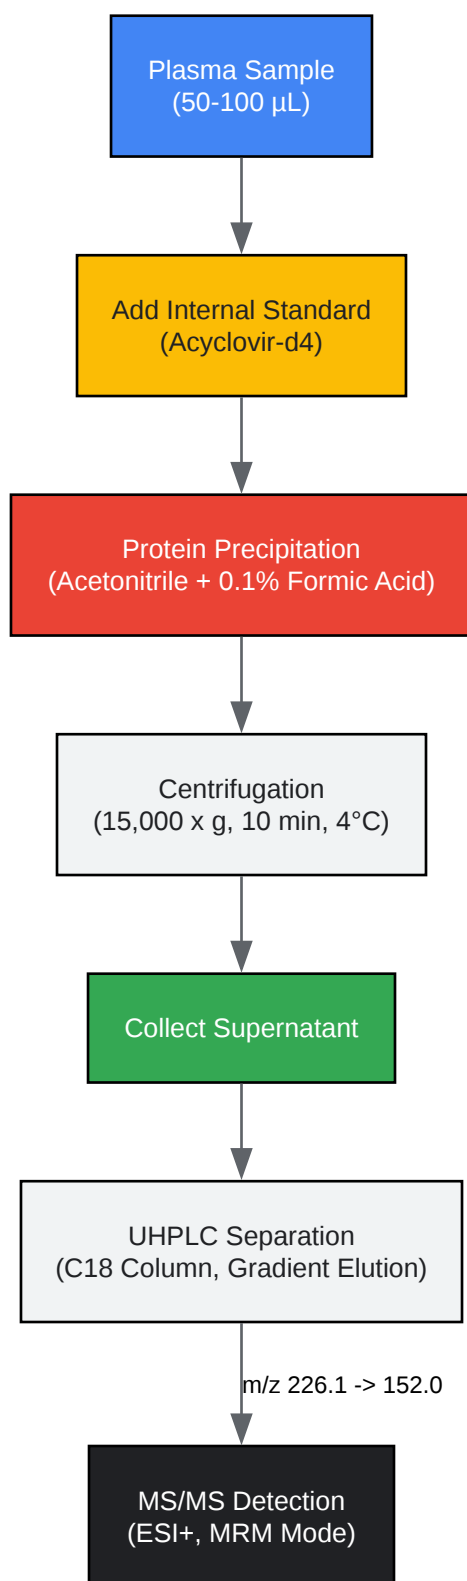 Plasma Sample
(50-100 µL)
Add Internal Standard
(Acyclovir-d4)
Protein Precipitation
(Acetonitrile + 0.1% Formic Acid)
Centrifugation
(15,000 x g, 10 min, 4°C)
Collect Supernatant
UHPLC Separation
(C18 Column, Gradient Elution)
m/z 226.1 -> 152.0
MS/MS Detection
(ESI+, MRM Mode)